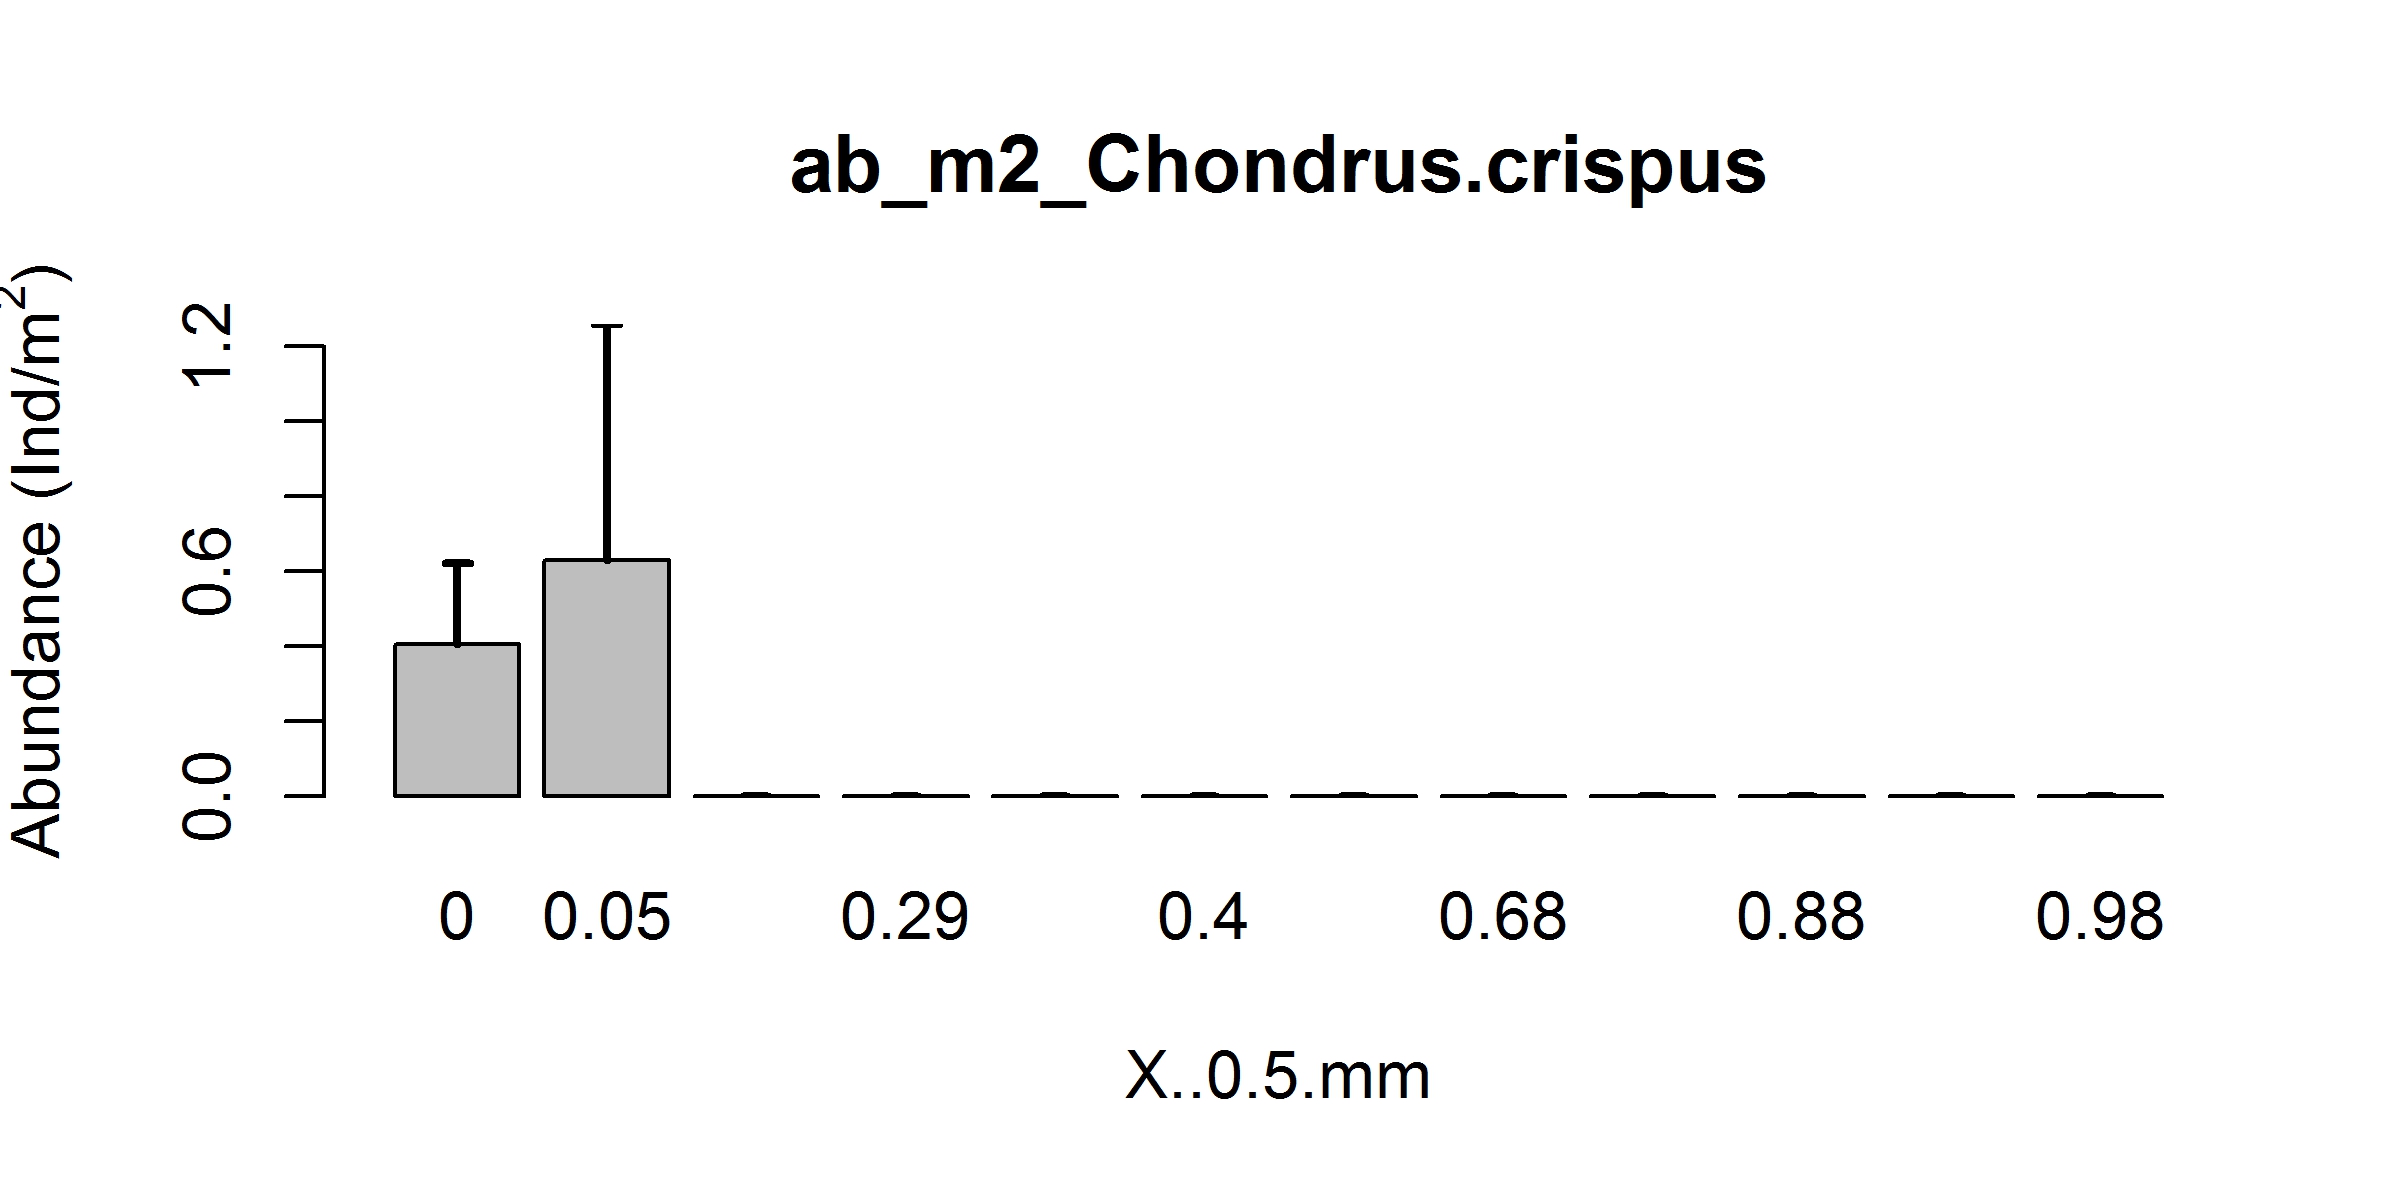 ab_m2_Chondrus.crispus
Abundance (Ind/m²)
1.2
0.6
0.0
0 0.05 0.29 0.4 0.68 0.88 0.98
X..0.5.mm